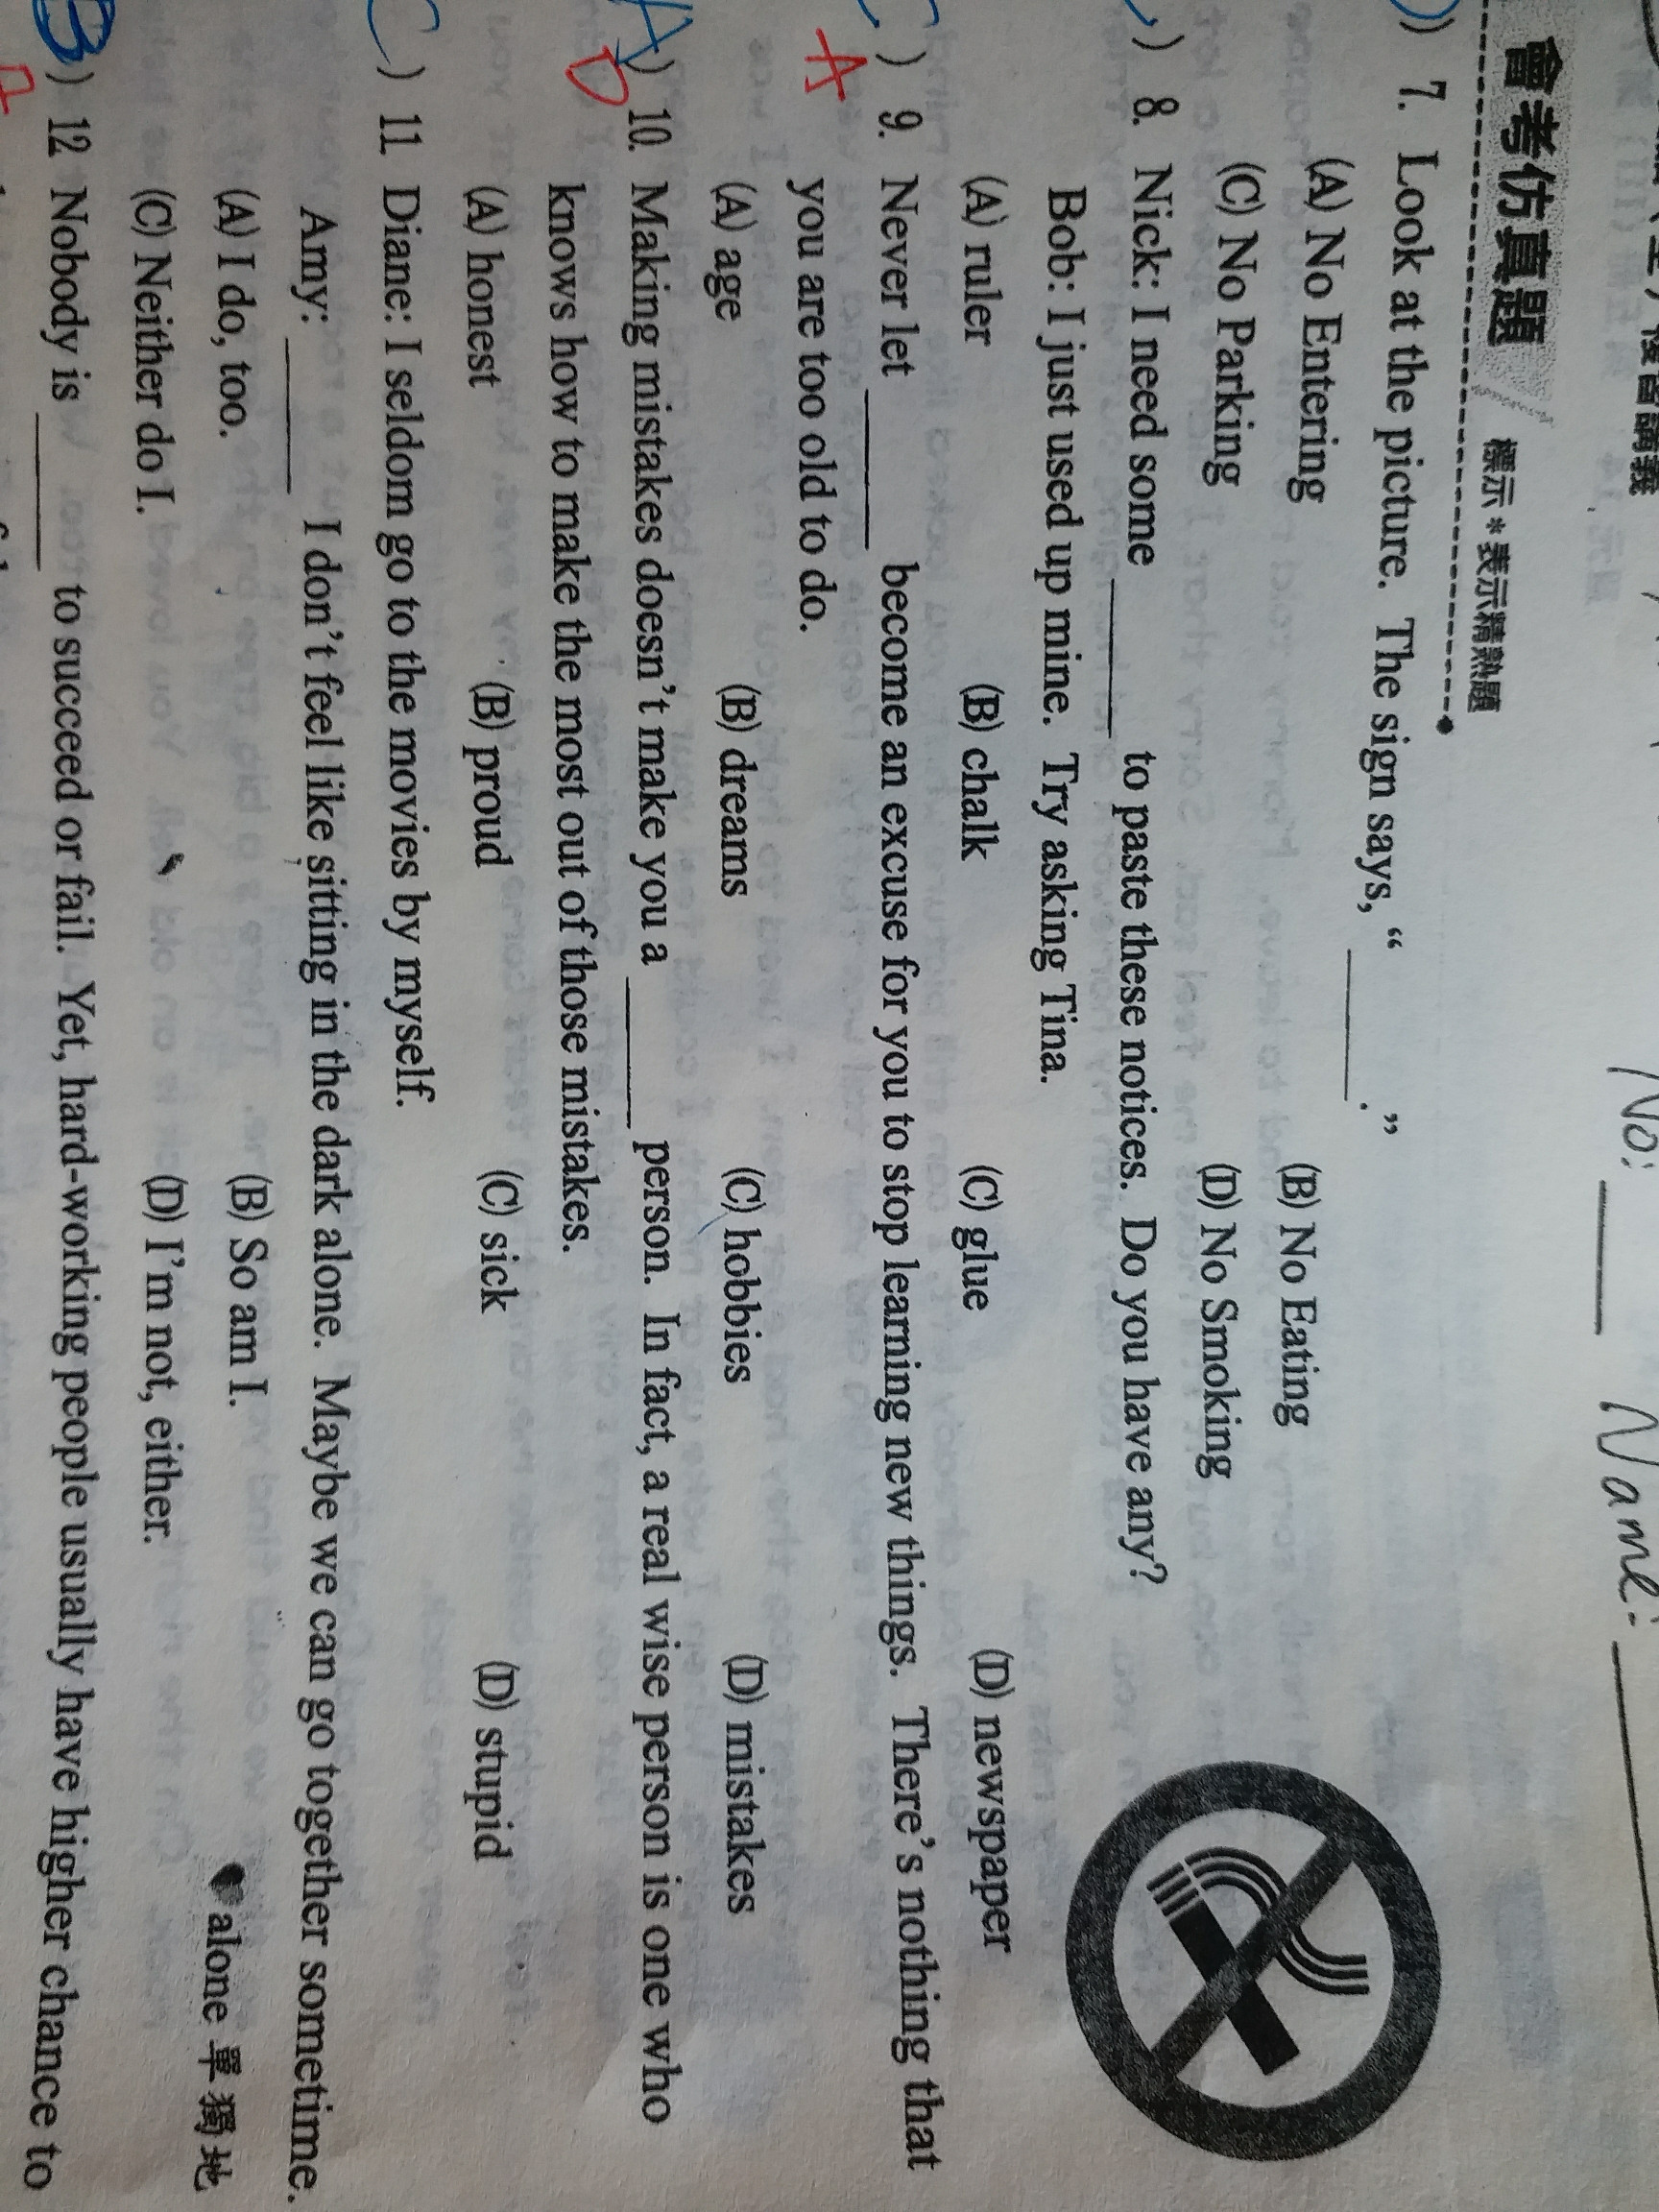 後習講義
No: Name:
會考仿真題 標示*表示精熟題
) 7. Look at the picture. The sign says, “ .”
(A) No Entering (B) No Eating
(C) No Parking (D) No Smoking
) 8. Nick: I need some to paste these notices. Do you have any?
Bob: I just used up mine. Try asking Tina.
(A) ruler (B) chalk (C) glue (D) newspaper
C ) 9. Never let become an excuse for you to stop learning new things. There’s nothing that
A you are too old to do.
(A) age (B) dreams (C) hobbies (D) mistakes
A ) 10. Making mistakes doesn’t make you a person. In fact, a real wise person is one who
D knows how to make the most out of those mistakes.
(A) honest (B) proud (C) sick (D) stupid
C ) 11. Diane: I seldom go to the movies by myself.
Amy: I don’t feel like sitting in the dark alone. Maybe we can go together sometime.
(A) I do, too. (B) So am I.
(C) Neither do I. (D) I’m not, either.
alone 單獨地
B ) 12. Nobody is to succeed or fail. Yet, hard-working people usually have higher chance to